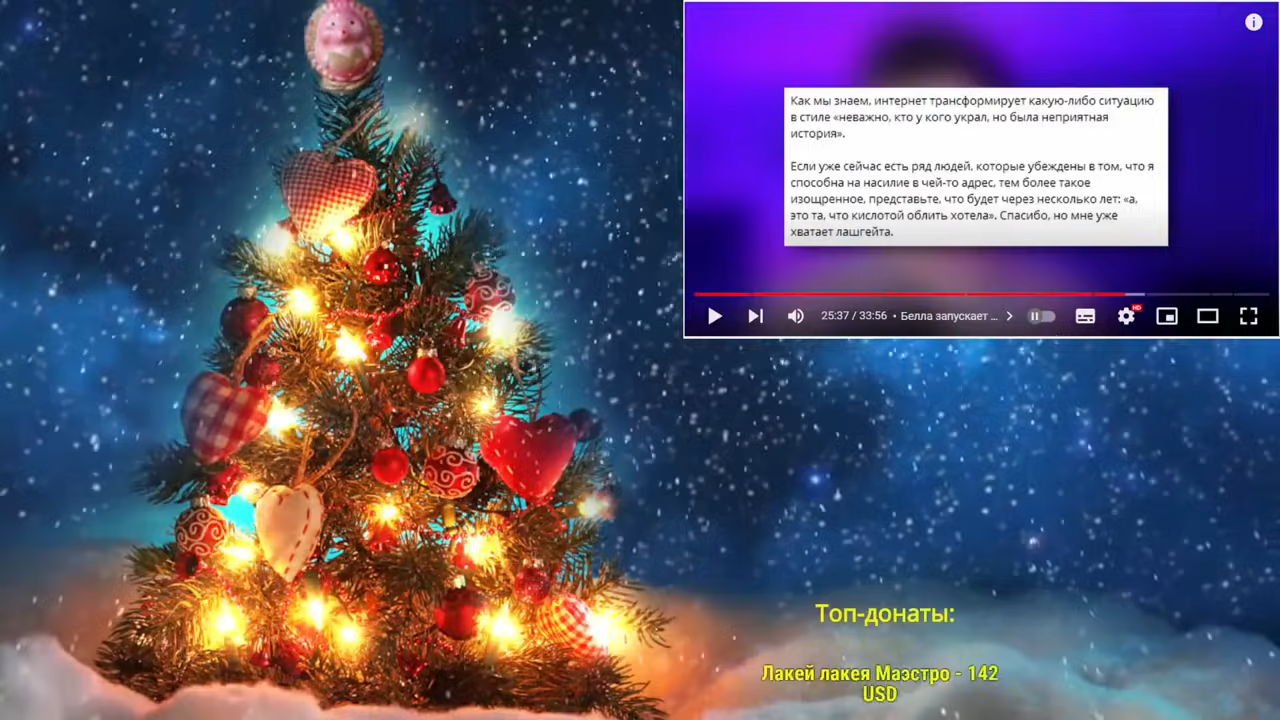 Как мы знаем, интернет трансформирует какую-либо ситуацию
в стиле «неважно, кто у кого украл, но была неприятная
история».
Если уже сейчас есть ряд людей, которые убеждены в том, что я
способна на насилие в чей-то адрес, тем более такое
изощренное, представьте, что будет через несколько лет: «а,
это та, что кислотой облить хотела». Спасибо, но мне уже
хватает лашгейта.
25:37 / 33:56 • Белла запускает ...
HD
Топ-донаты:
Лакей лакея Маэстро - 142
USD